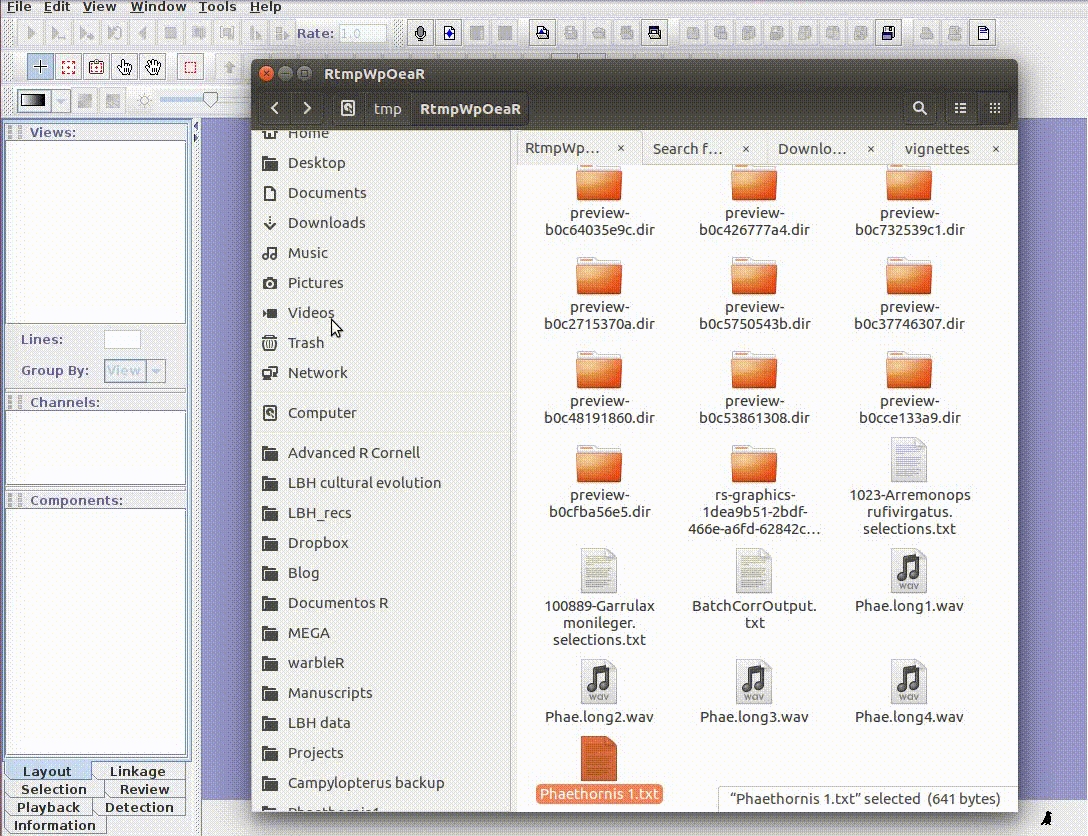 File Edit View Window Tools Help
Rate: 1.0
RtmpWpOeaR
tmp RtmpWpOeaR
Views:
Lines:
Group By: View
Channels:
Components:
Layout Linkage
Selection Review
Playback Detection
Information
Home
Desktop
Documents
Downloads
Music
Pictures
Videos
Trash
Network
Computer
Advanced R Cornell
LBH cultural evolution
LBH_recs
Dropbox
Blog
Documentos R
MEGA
warbleR
Manuscripts
LBH data
Projects
Campylopterus backup
Phaethornis1
RtmpWp... × Search f... × Downlo... × vignettes ×
preview-
b0c64035e9c.dir
preview-
b0c426777a4.dir
preview-
b0c732539c1.dir
preview-
b0c2715370a.dir
preview-
b0c5750543b.dir
preview-
b0c37746307.dir
preview-
b0c48191860.dir
preview-
b0c53861308.dir
preview-
b0cce133a9.dir
preview-
b0cfba56e5.dir
rs-graphics-
1dea9b51-2bdf-
466e-a6fd-62842c...
1023-Arremonops
rufivirgatus.
selections.txt
100889-Garrulax
monileger.
selections.txt
BatchCorrOutput.
txt
wav
Phae.long1.wav
wav
Phae.long2.wav
wav
Phae.long3.wav
wav
Phae.long4.wav
Phaethornis 1.txt
“Phaethornis 1.txt” selected (641 bytes)